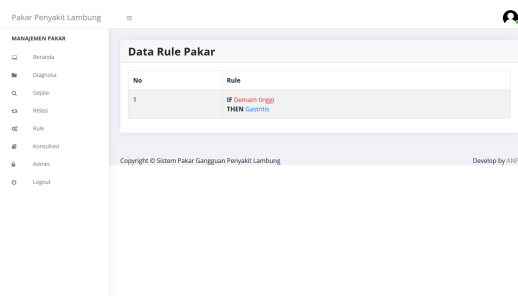 Pakar Penyakit Lambung
MANAJEMEN PAKAR
Beranda
Diagnosa
Gejala
Relasi
Rule
Konsultasi
Admin
Logout
Data Rule Pakar
No Rule
1 IF Demam tinggi
THEN Gastritis
Copyright © Sistem Pakar Gangguan Penyakit Lambung Develop by